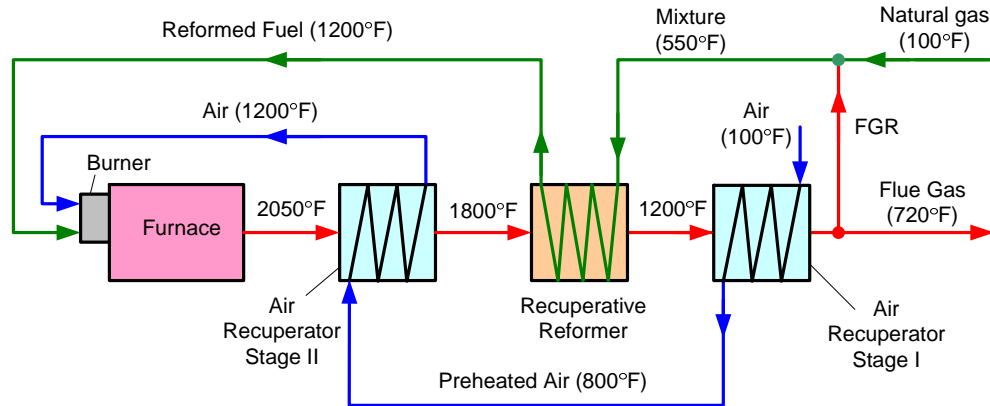 Reformed Fuel (1200°F)
Mixture
(550°F)
Natural gas
(100°F)
Air (1200°F)
Air
(100°F)
FGR
Burner
Furnace
2050°F
1800°F
1200°F
Flue Gas
(720°F)
Air
Recuperator
Stage II
Recuperative
Reformer
Air
Recuperator
Stage I
Preheated Air (800°F)